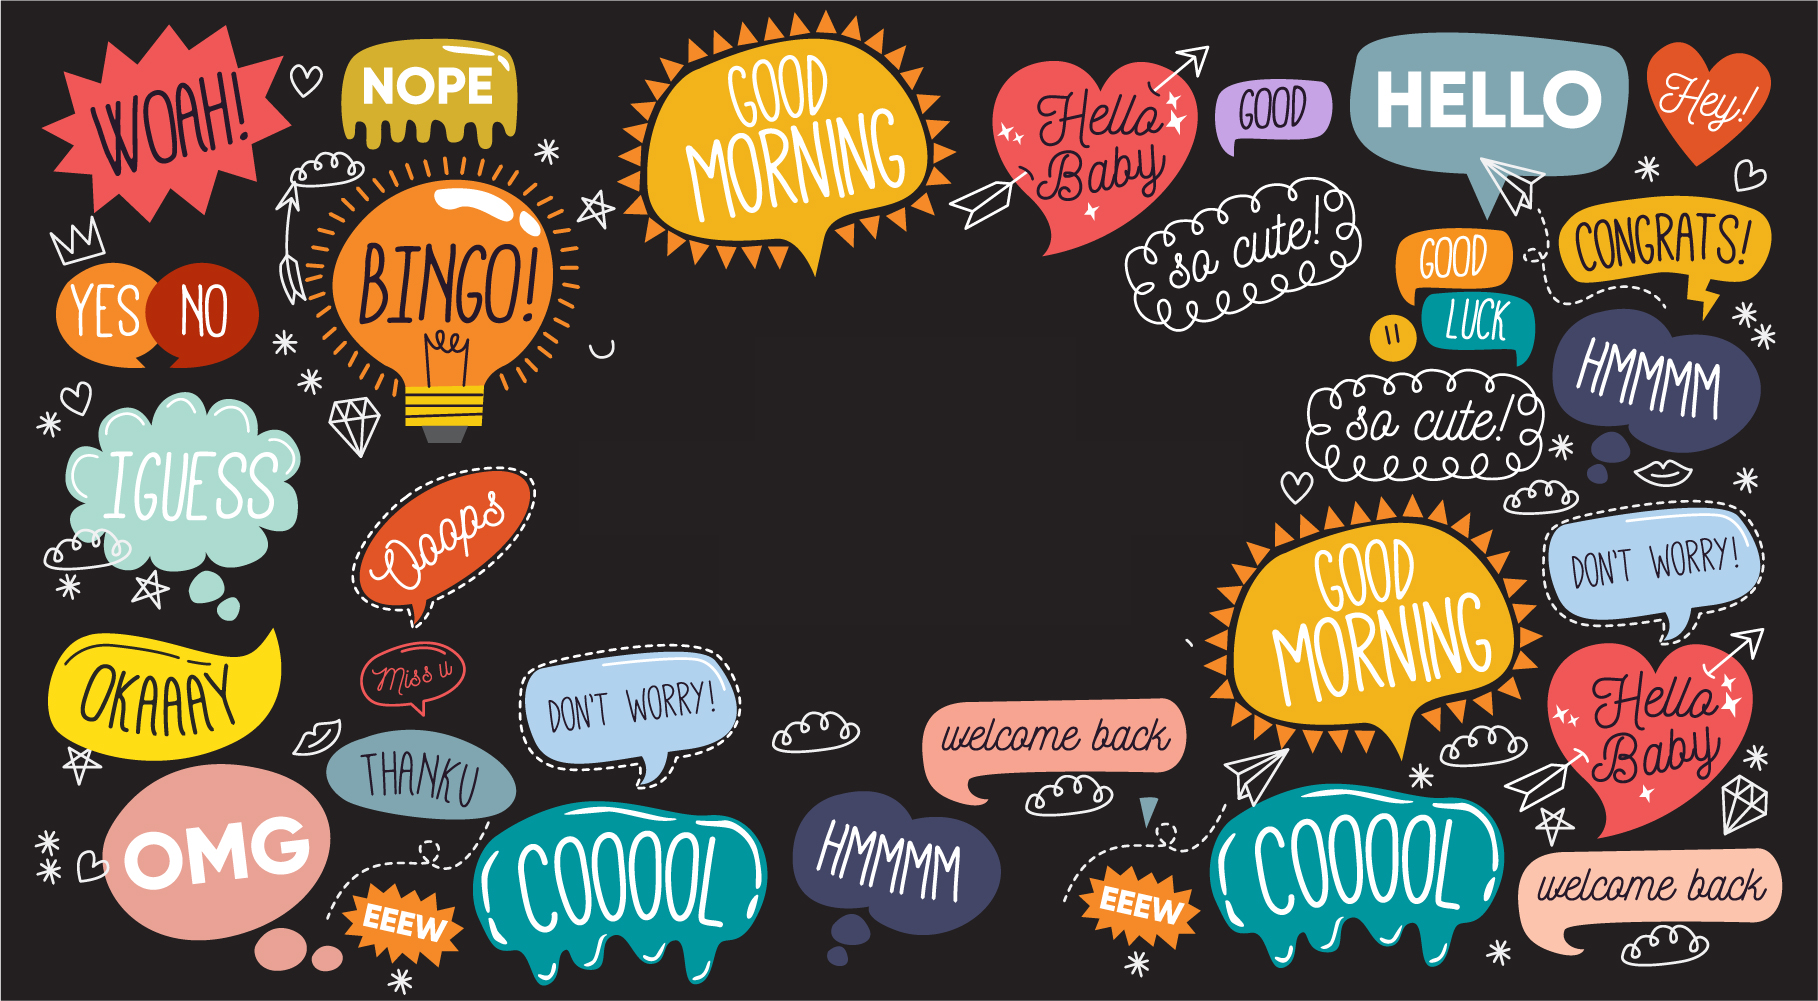 WOAH!
NOPE
GOOD
MORNING
Hello
Baby
GOOD
HELLO
Hey!
so cute!
CONGRATS!
GOOD
LUCK
YES
NO
BINGO!
HMMMM
so cute!
I GUESS
Ooops
GOOD
MORNING
DON'T WORRY!
OKAAAY
Miss u
DON'T WORRY!
welcome back
Hello
Baby
THANKU
OMG
EEEW
COOOOL
HMMMM
EEEW
COOOOL
welcome back